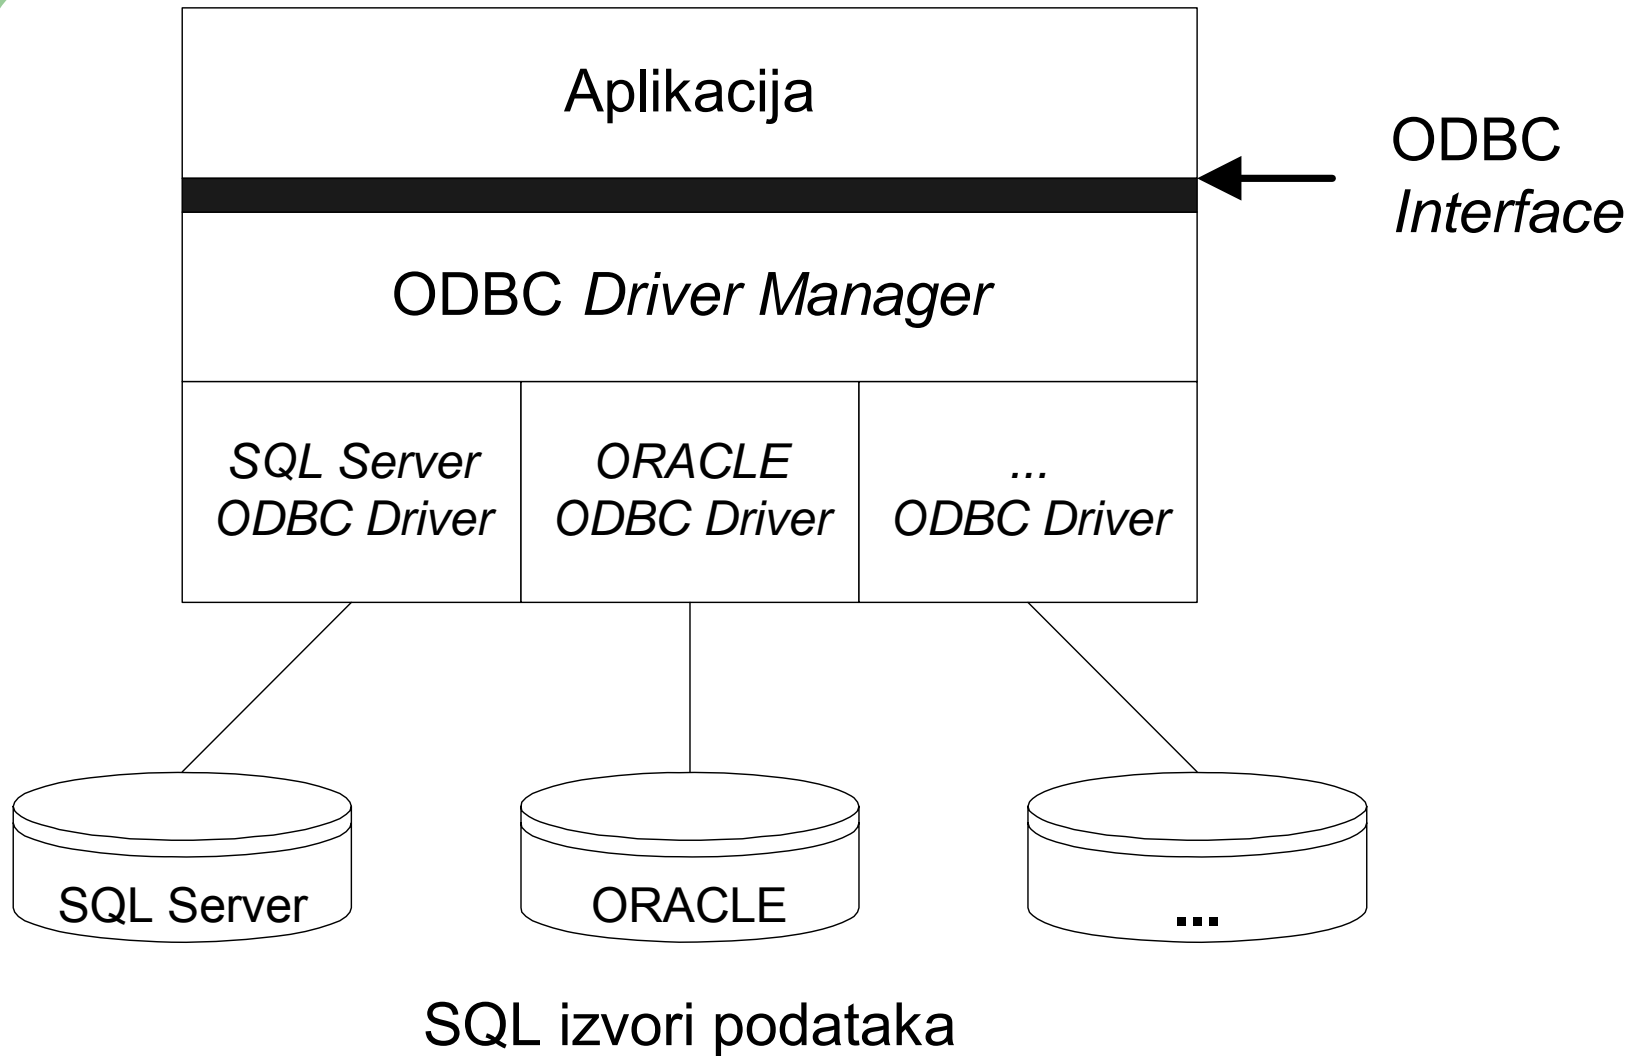 Aplikacija
ODBC
Interface
ODBC Driver Manager
SQL Server
ODBC Driver
ORACLE
ODBC Driver
...
ODBC Driver
SQL Server
ORACLE
...
SQL izvori podataka